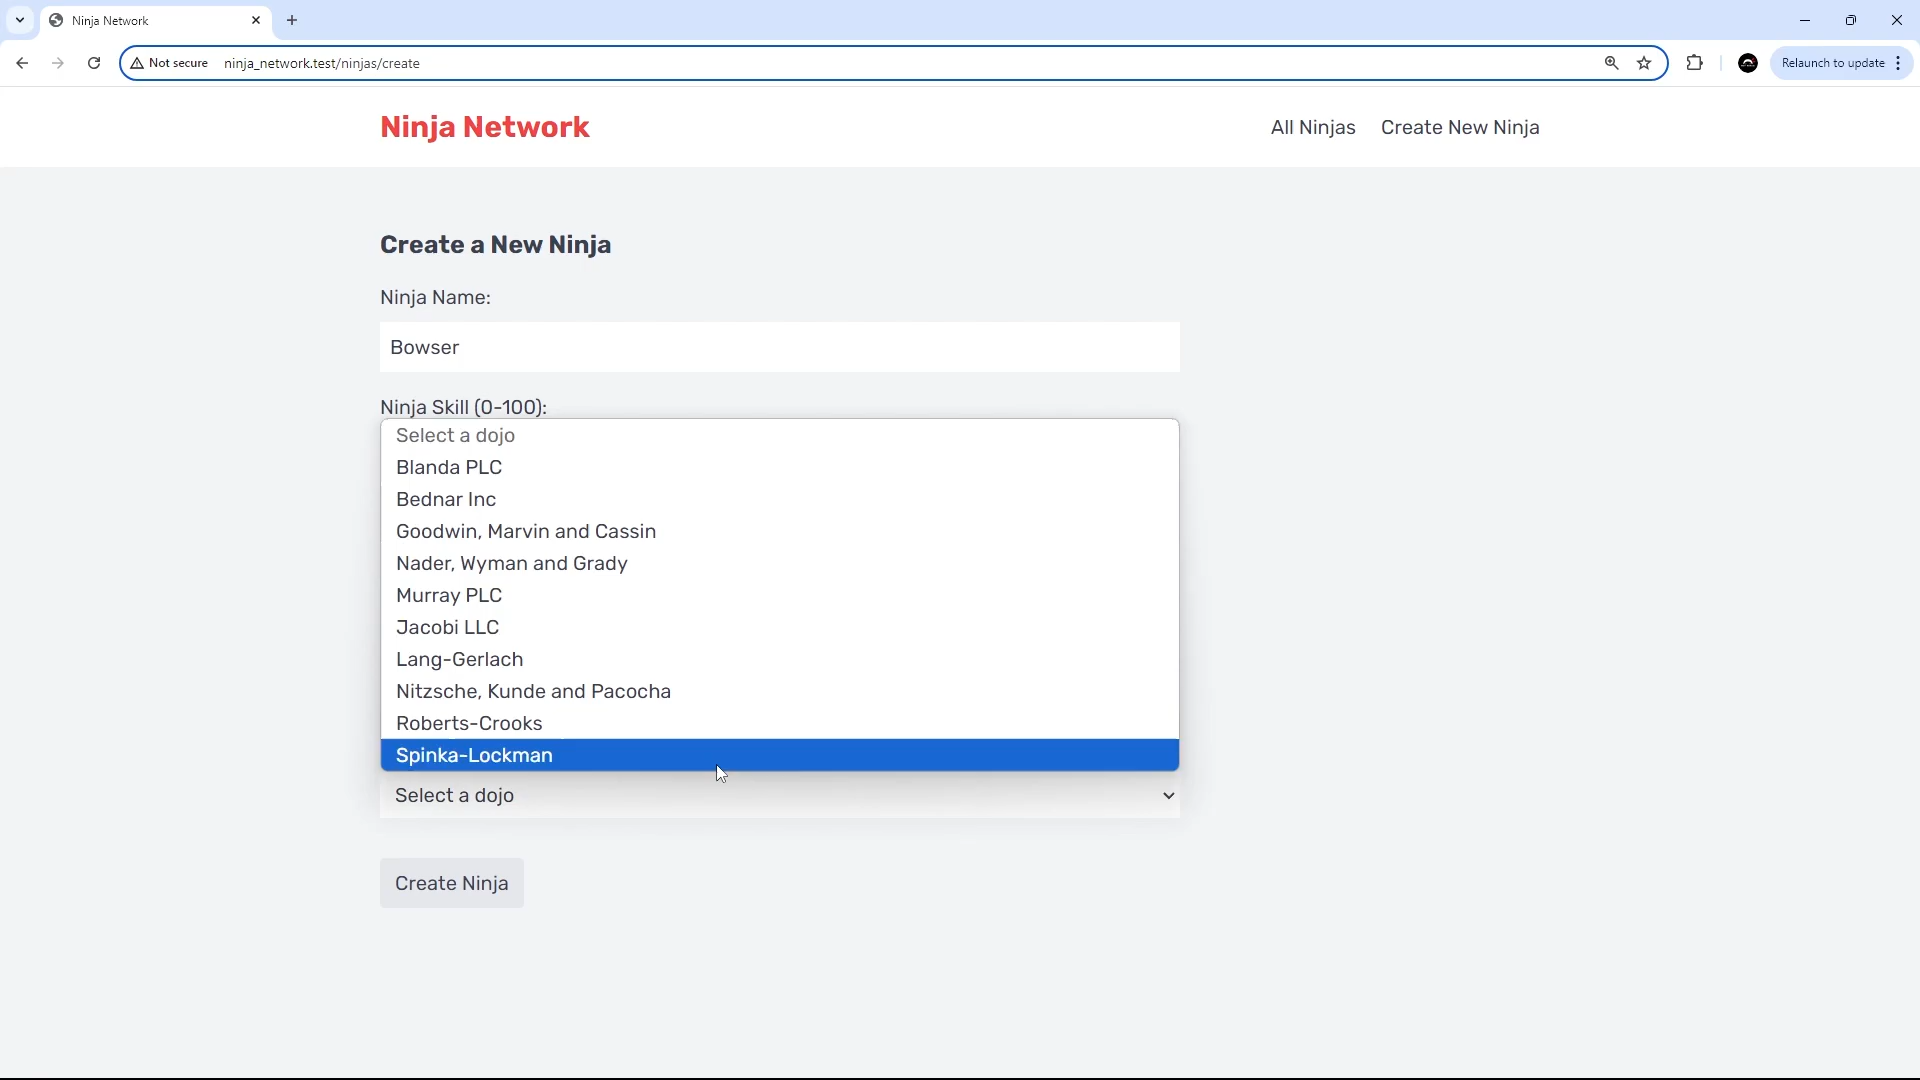 Ninja Network
Not secure
ninja_network.test/ninjas/create
Relaunch to update
Ninja Network
All Ninjas
Create New Ninja
Create a New Ninja
Ninja Name:
Bowser
Ninja Skill (0-100):
Select a dojo
Blanda PLC
Bednar Inc
Goodwin, Marvin and Cassin
Nader, Wyman and Grady
Murray PLC
Jacobi LLC
Lang-Gerlach
Nitzsche, Kunde and Pacocha
Roberts-Crooks
Spinka-Lockman
Select a dojo
Create Ninja